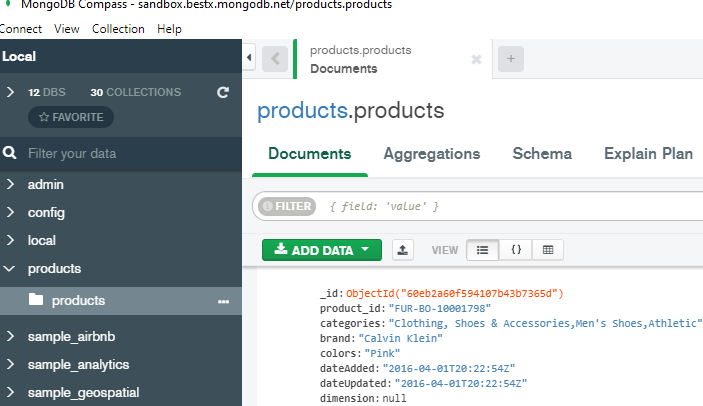 MongoDB Compass - sandbox.bestx.mongodb.net/products.products
Connect View Collection Help
Local
12 DBS 30 COLLECTIONS
FAVORITE
Filter your data
admin
config
local
products
products
sample_airbnb
sample_analytics
sample_geospatial
products.products
Documents
products.products
Documents Aggregations Schema Explain Plan
FILTER { field: 'value' }
ADD DATA VIEW {}
_id:ObjectId("60eb2a60f594107b43b7365d")
product_id:"FUR-BO-10001798"
categories:"Clothing, Shoes & Accessories,Men's Shoes,Athletic"
brand:"Calvin Klein"
colors:"Pink"
dateAdded:"2016-04-01T20:22:54Z"
dateUpdated:"2016-04-01T20:22:54Z"
dimension:null